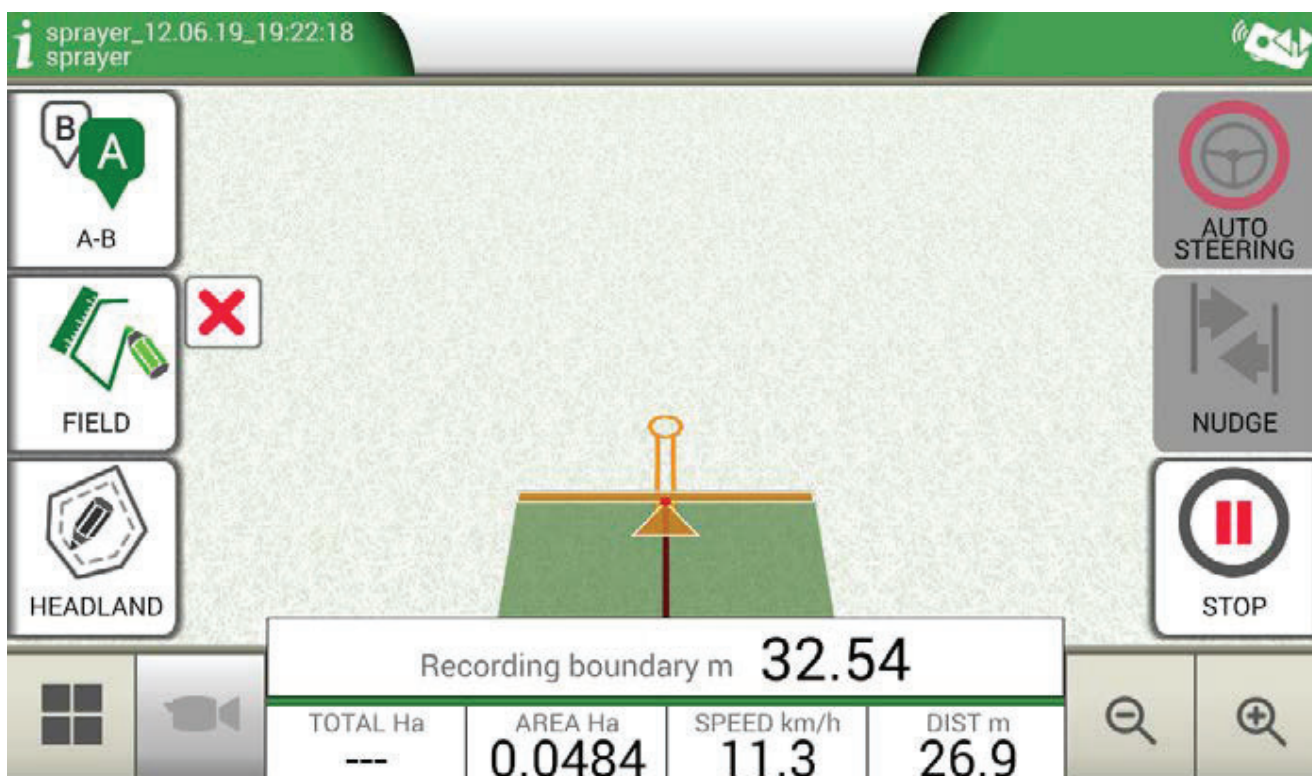 sprayer_12.06.19_19:22:18
sprayer
B
A
A-B
FIELD
HEADLAND
AUTO
STEERING
NUDGE
STOP
Recording boundary m 32.54
TOTAL Ha AREA Ha SPEED km/h DIST m
--- 0.0484 11.3 26.9